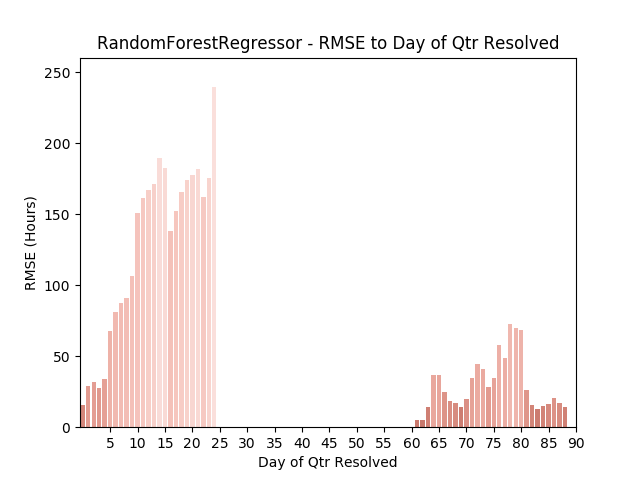 RandomForestRegressor - RMSE to Day of Qtr Resolved
250
200
150
100
50
0
RMSE (Hours)
5 10 15 20 25 30 35 40 45 50 55 60 65 70 75 80 85 90
Day of Qtr Resolved